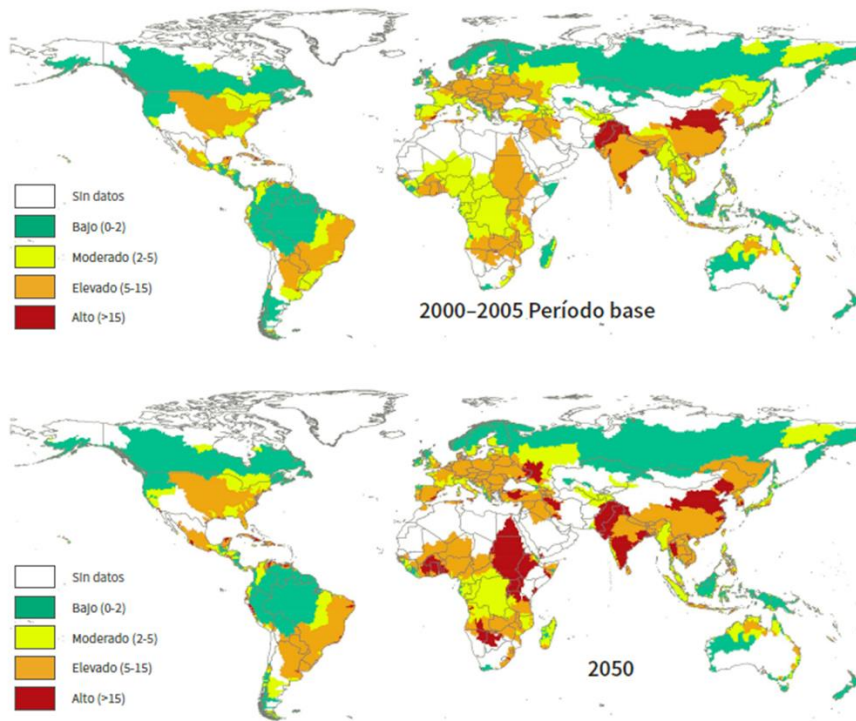 Sin datos
Bajo (0-2)
Moderado (2-5)
Elevado (5-15)
Alto (>15)
2000–2005 Período base
Sin datos
Bajo (0-2)
Moderado (2-5)
Elevado (5-15)
Alto (>15)
2050